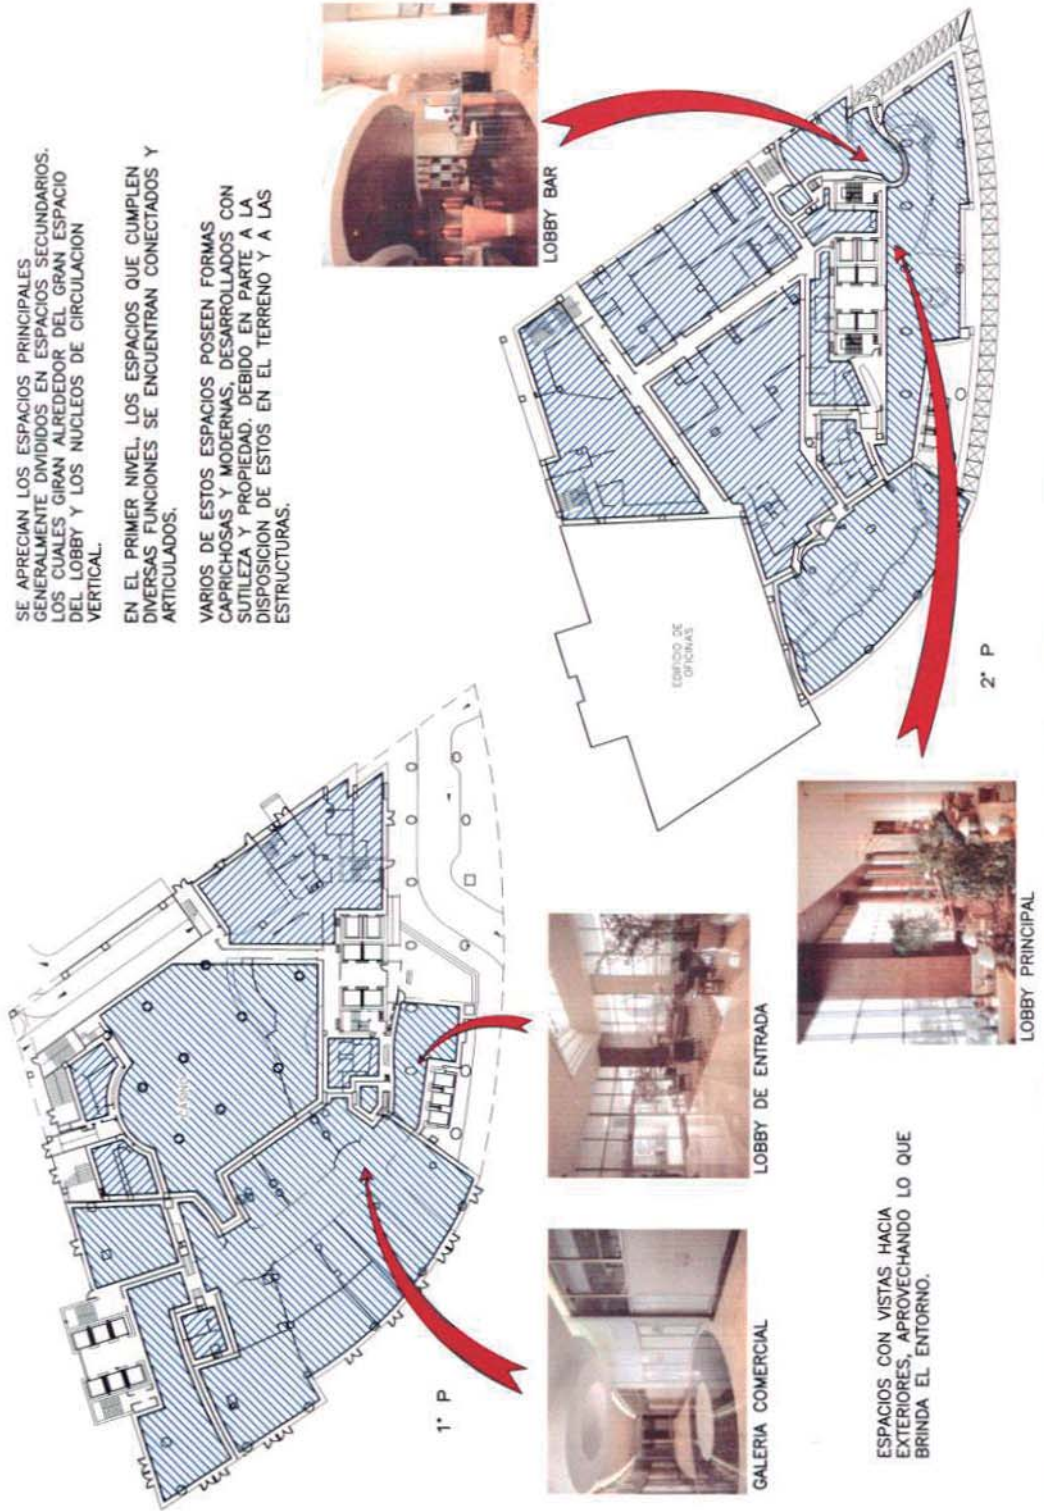 SE APRECIAN LOS ESPACIOS PRINCIPALES
GENERALMENTE DIVIDIDOS EN ESPACIOS SECUNDARIOS.
LOS CUALES GIRAN ALREDEDOR DEL GRAN ESPACIO
DEL LOBBY Y LOS NUCLEOS DE CIRCULACION
VERTICAL.
EN EL PRIMER NIVEL, LOS ESPACIOS QUE CUMPLEN
DIVERSAS FUNCIONES SE ENCUENTRAN CONECTADOS Y
ARTICULADOS.
VARIOS DE ESTOS ESPACIOS POSEEN FORMAS
CAPRICHOSAS Y MODERNAS, DESARROLLADOS CON
SUTILEZA Y PROPIEDAD. DEBIDO EN PARTE A LA
DISPOSICION DE ESTOS EN EL TERRENO Y A LAS
ESTRUCTURAS.
LOBBY BAR
EDIFICIO DE
OFICINAS
1° P
2° P
GALERIA COMERCIAL
LOBBY DE ENTRADA
LOBBY PRINCIPAL
ESPACIOS CON VISTAS HACIA
EXTERIORES, APROVECHANDO LO QUE
BRINDA EL ENTORNO.